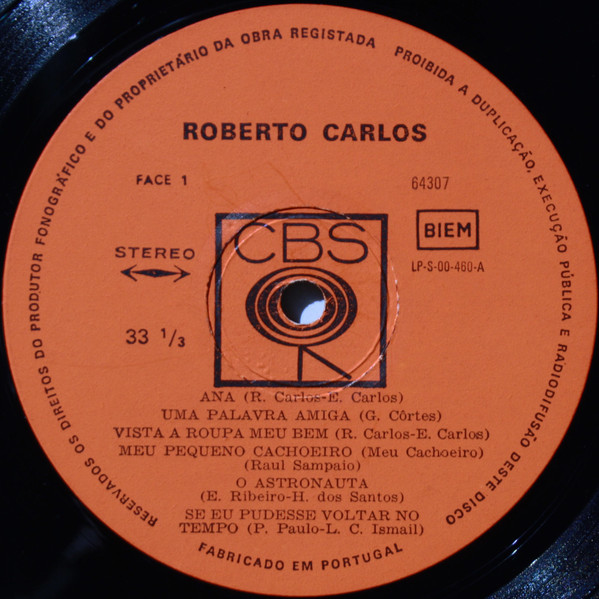 RESERVADOS OS DIREITOS DO PRODUTOR FONOGRÁFICO E DO PROPRIETÁRIO DA OBRA REGISTADA PROIBIDA A DUPLICAÇÃO, EXECUÇÃO PÚBLICA E RADIODIFUSÃO DESTE DISCO
ROBERTO CARLOS
FACE 1
64307
CBS
BIEM
STEREO
LP-S-00-460-A
33 1/3
ANA (R. Carlos-E. Carlos)
UMA PALAVRA AMIGA (G. Côrtes)
VISTA A ROUPA MEU BEM (R. Carlos-E. Carlos)
MEU PEQUENO CACHOEIRO (Meu Cachoeiro)
(Raul Sampaio)
O ASTRONAUTA
(E. Ribeiro-H. dos Santos)
SE EU PUDESSE VOLTAR NO
TEMPO (P. Paulo-L. C. Ismail)
FABRICADO EM PORTUGAL